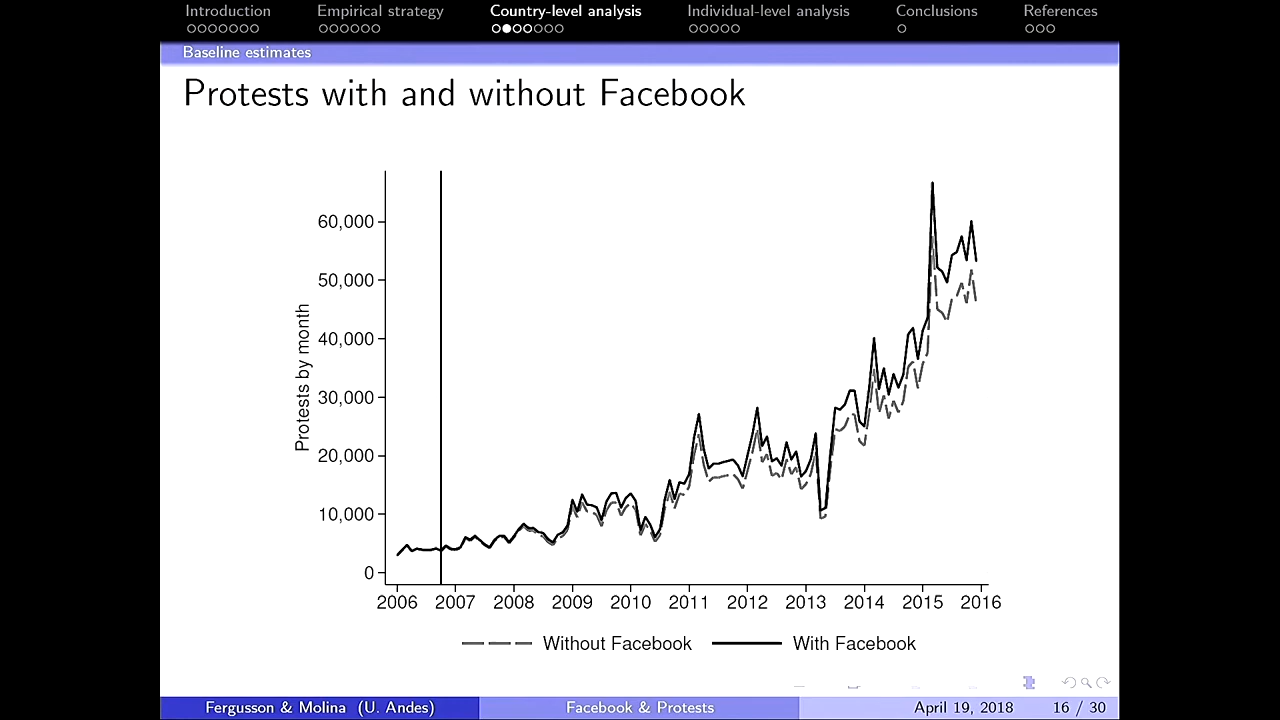 Introduction Empirical strategy Country-level analysis Individual-level analysis Conclusions References
Baseline estimates
Protests with and without Facebook
Protests by month
60,000
50,000
40,000
30,000
20,000
10,000
0
2006 2007 2008 2009 2010 2011 2012 2013 2014 2015 2016
Without Facebook With Facebook
Fergusson & Molina (U. Andes) Facebook & Protests April 19, 2018 16 / 30